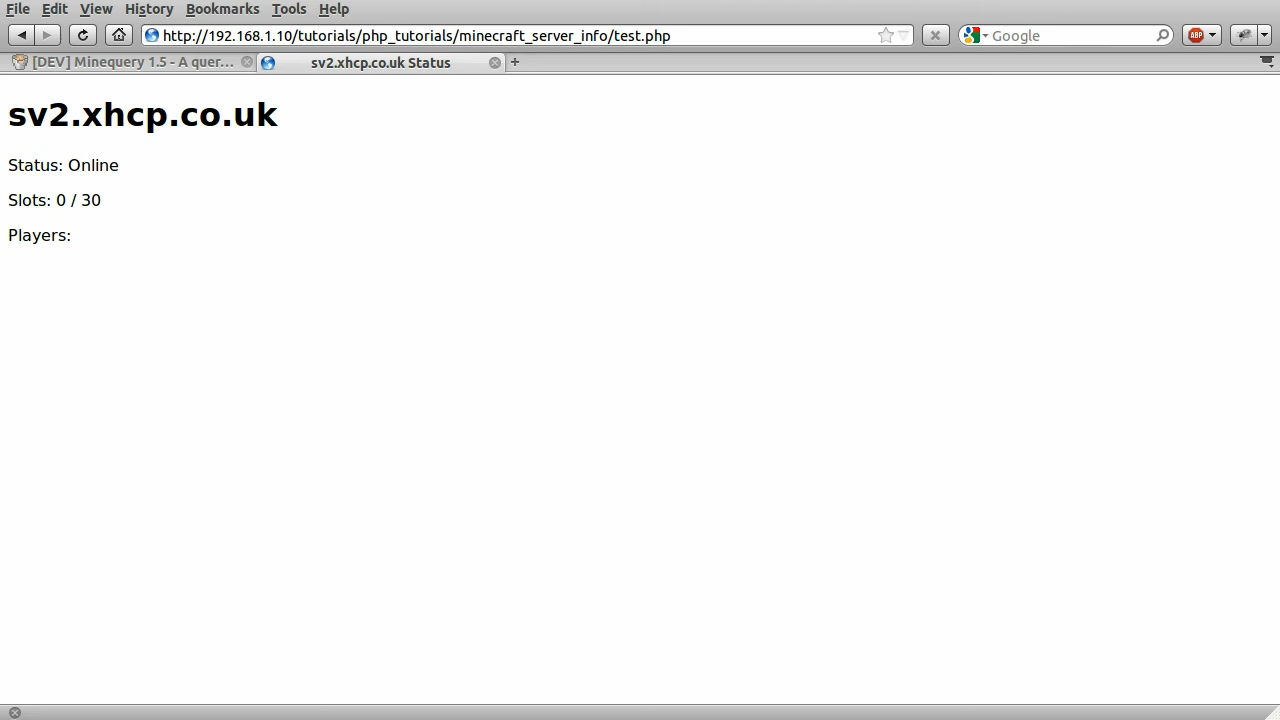 File Edit View History Bookmarks Tools Help
http://192.168.1.10/tutorials/php_tutorials/minecraft_server_info/test.php Google ABP
[DEV] Minequery 1.5 - A quer... sv2.xhcp.co.uk Status +
sv2.xhcp.co.uk
Status: Online
Slots: 0 / 30
Players: